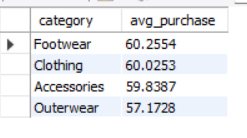 category avg_purchase
Footwear 60.2554
Clothing 60.0253
Accessories 59.8387
Outerwear 57.1728